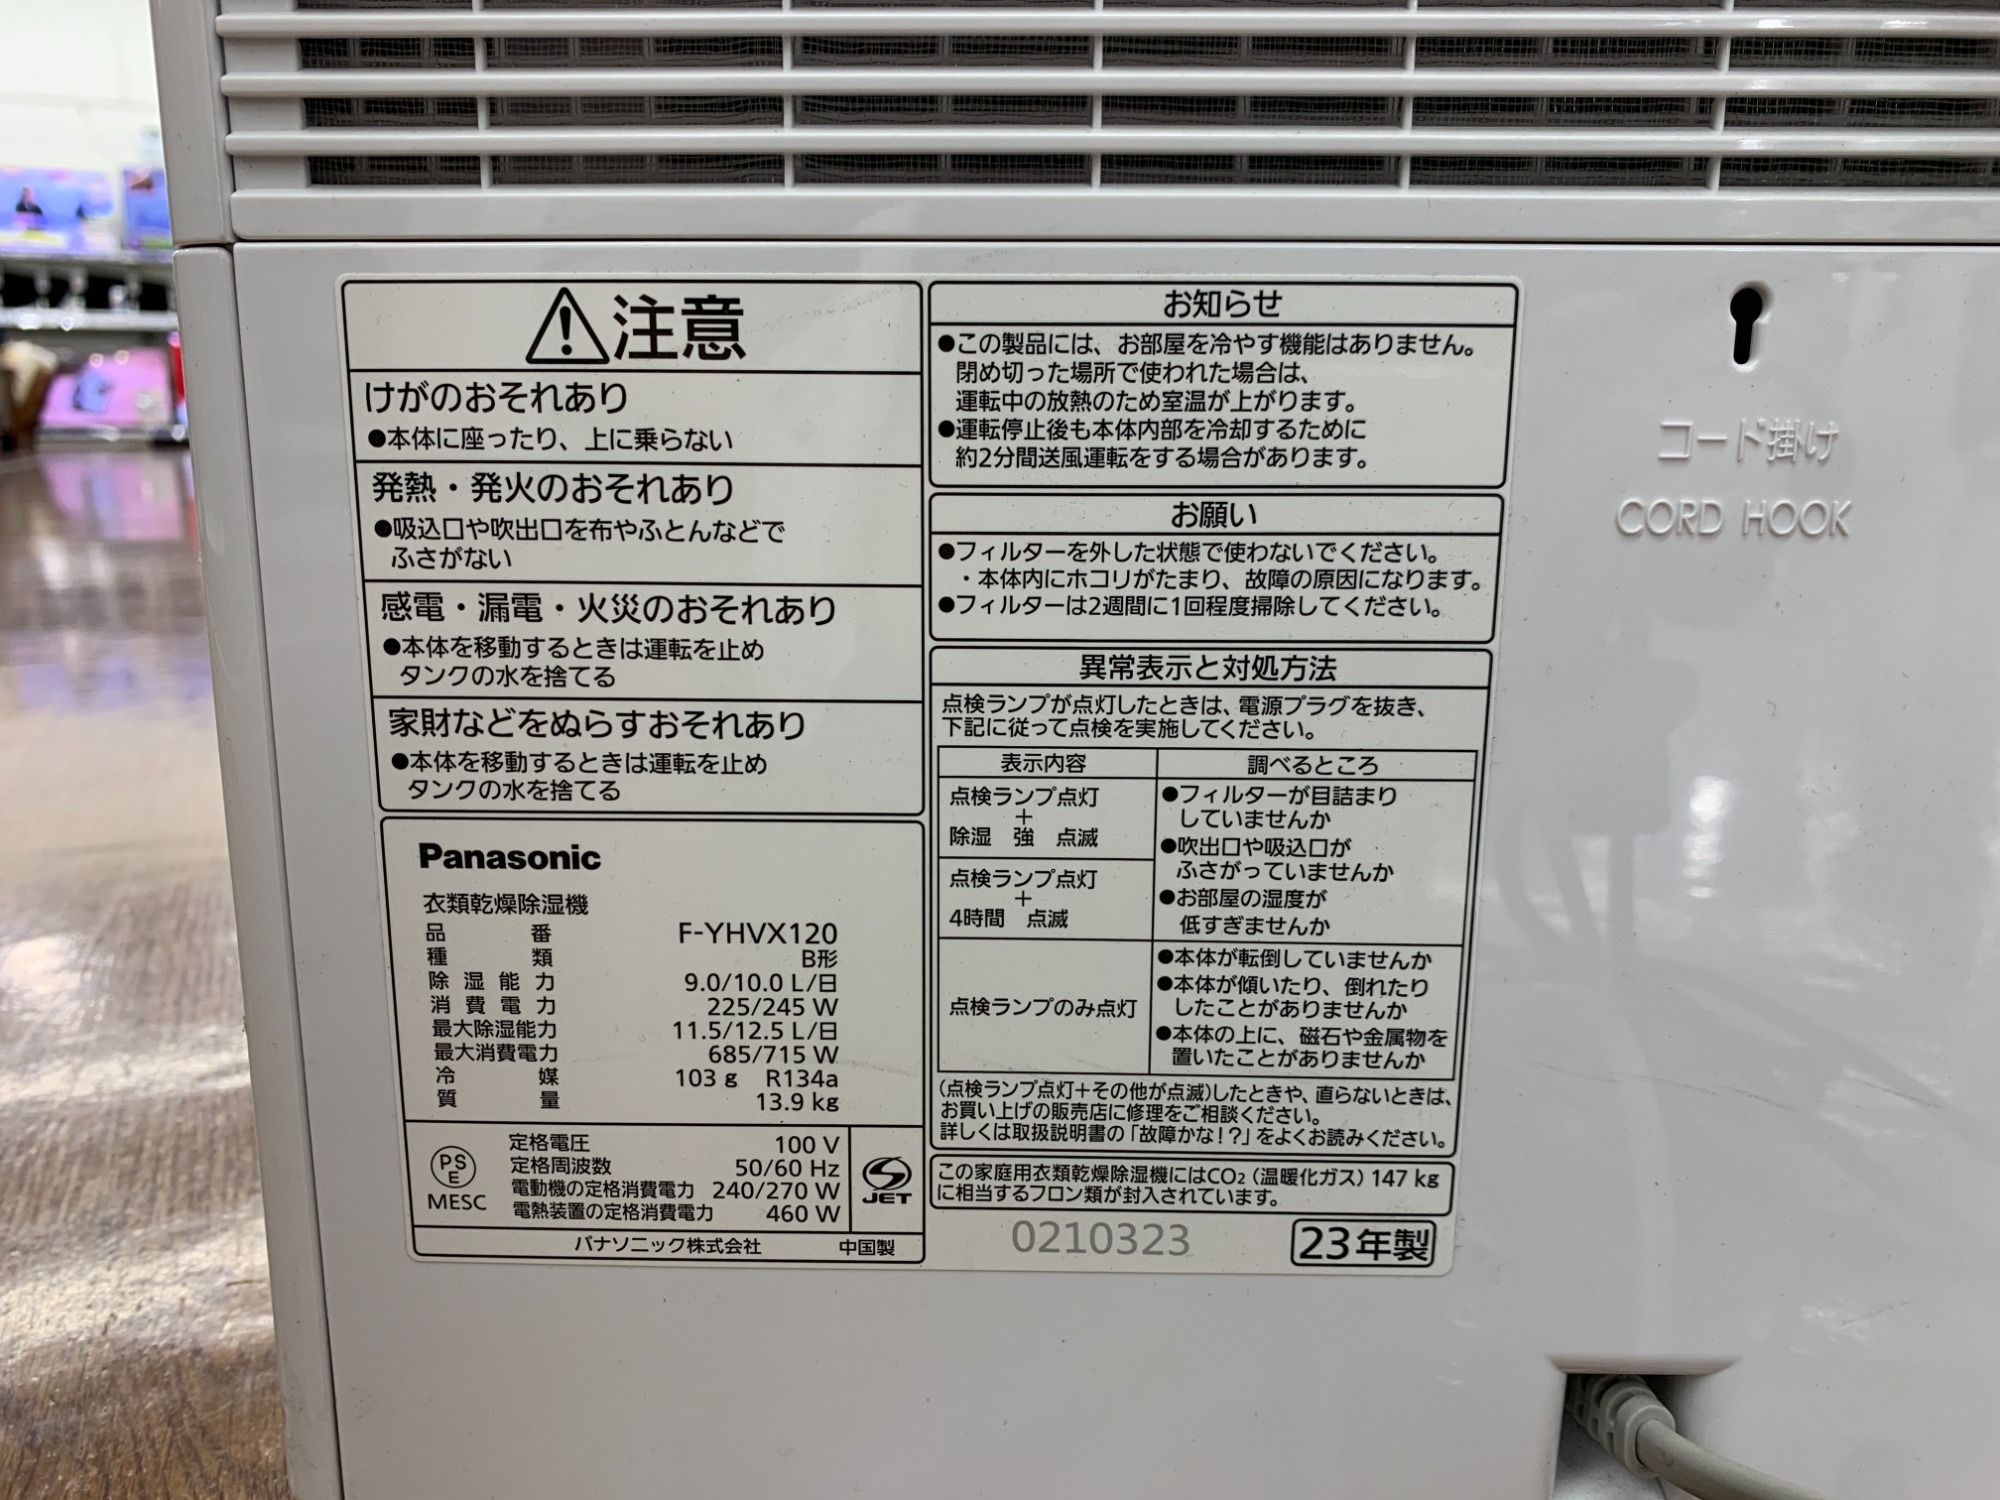 注意
けがのおそれあり
●本体に座ったり、上に乗らない
発熱・発火のおそれあり
●吸込口や吹出口を布やふとんなどで
ふさがない
感電・漏電・火災のおそれあり
●本体を移動するときは運転を止め
タンクの水を捨てる
家財などをぬらすおそれあり
●本体を移動するときは運転を止め
タンクの水を捨てる
Panasonic
衣類乾燥除湿機
品番 F-YHVX120
種類 B形
除湿能力 9.0/10.0 L/日
消費電力 225/245 W
最大除湿能力 11.5/12.5 L/日
最大消費電力 685/715 W
冷媒 103 g R134a
質量 13.9 kg
PS
E
MESC
定格電圧 100 V
定格周波数 50/60 Hz
電動機の定格消費電力 240/270 W
電熱装置の定格消費電力 460 W
JET
パナソニック株式会社 中国製
お知らせ
●この製品には、お部屋を冷やす機能はありません。
閉め切った場所で使われた場合は、
運転中の放熱のため室温が上がります。
●運転停止後も本体内部を冷却するために
約2分間送風運転をする場合があります。
お願い
●フィルターを外した状態で使わないでください。
・本体内にホコリがたまり、故障の原因になります。
●フィルターは2週間に1回程度掃除してください。
異常表示と対処方法
点検ランプが点灯したときは、電源プラグを抜き、
下記に従って点検を実施してください。
表示内容 調べるところ
点検ランプ点灯
+
除湿 強 点滅
点検ランプ点灯
+
4時間 点滅
●フィルターが目詰まり
していませんか
●吹出口や吸込口が
ふさがっていませんか
●お部屋の湿度が
低すぎませんか
点検ランプのみ点灯
●本体が転倒していませんか
●本体が傾いたり、倒れたり
したことがありませんか
●本体の上に、磁石や金属物を
置いたことがありませんか
(点検ランプ点灯+その他が点滅)したときや、直らないときは、
お買い上げの販売店に修理をご相談ください。
詳しくは取扱説明書の「故障かな!?」をよくお読みください。
この家庭用衣類乾燥除湿機にはCO₂(温暖化ガス)147 kg
に相当するフロン類が封入されています。
0210323 23年製
コード掛け
CORD HOOK